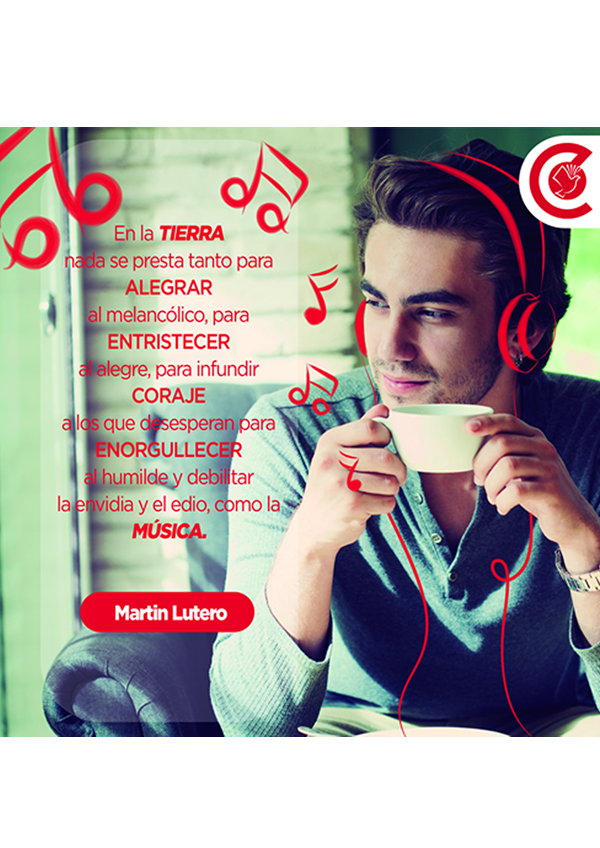 En la TIERRA
nada se presta tanto para
ALEGRAR
al melancólico, para
ENTRISTECER
al alegre, para infundir
CORAJE
a los que desesperan para
ENORGULLECER
al humilde y debilitar
la envidia y el edio, como la
MÚSICA.
Martin Lutero